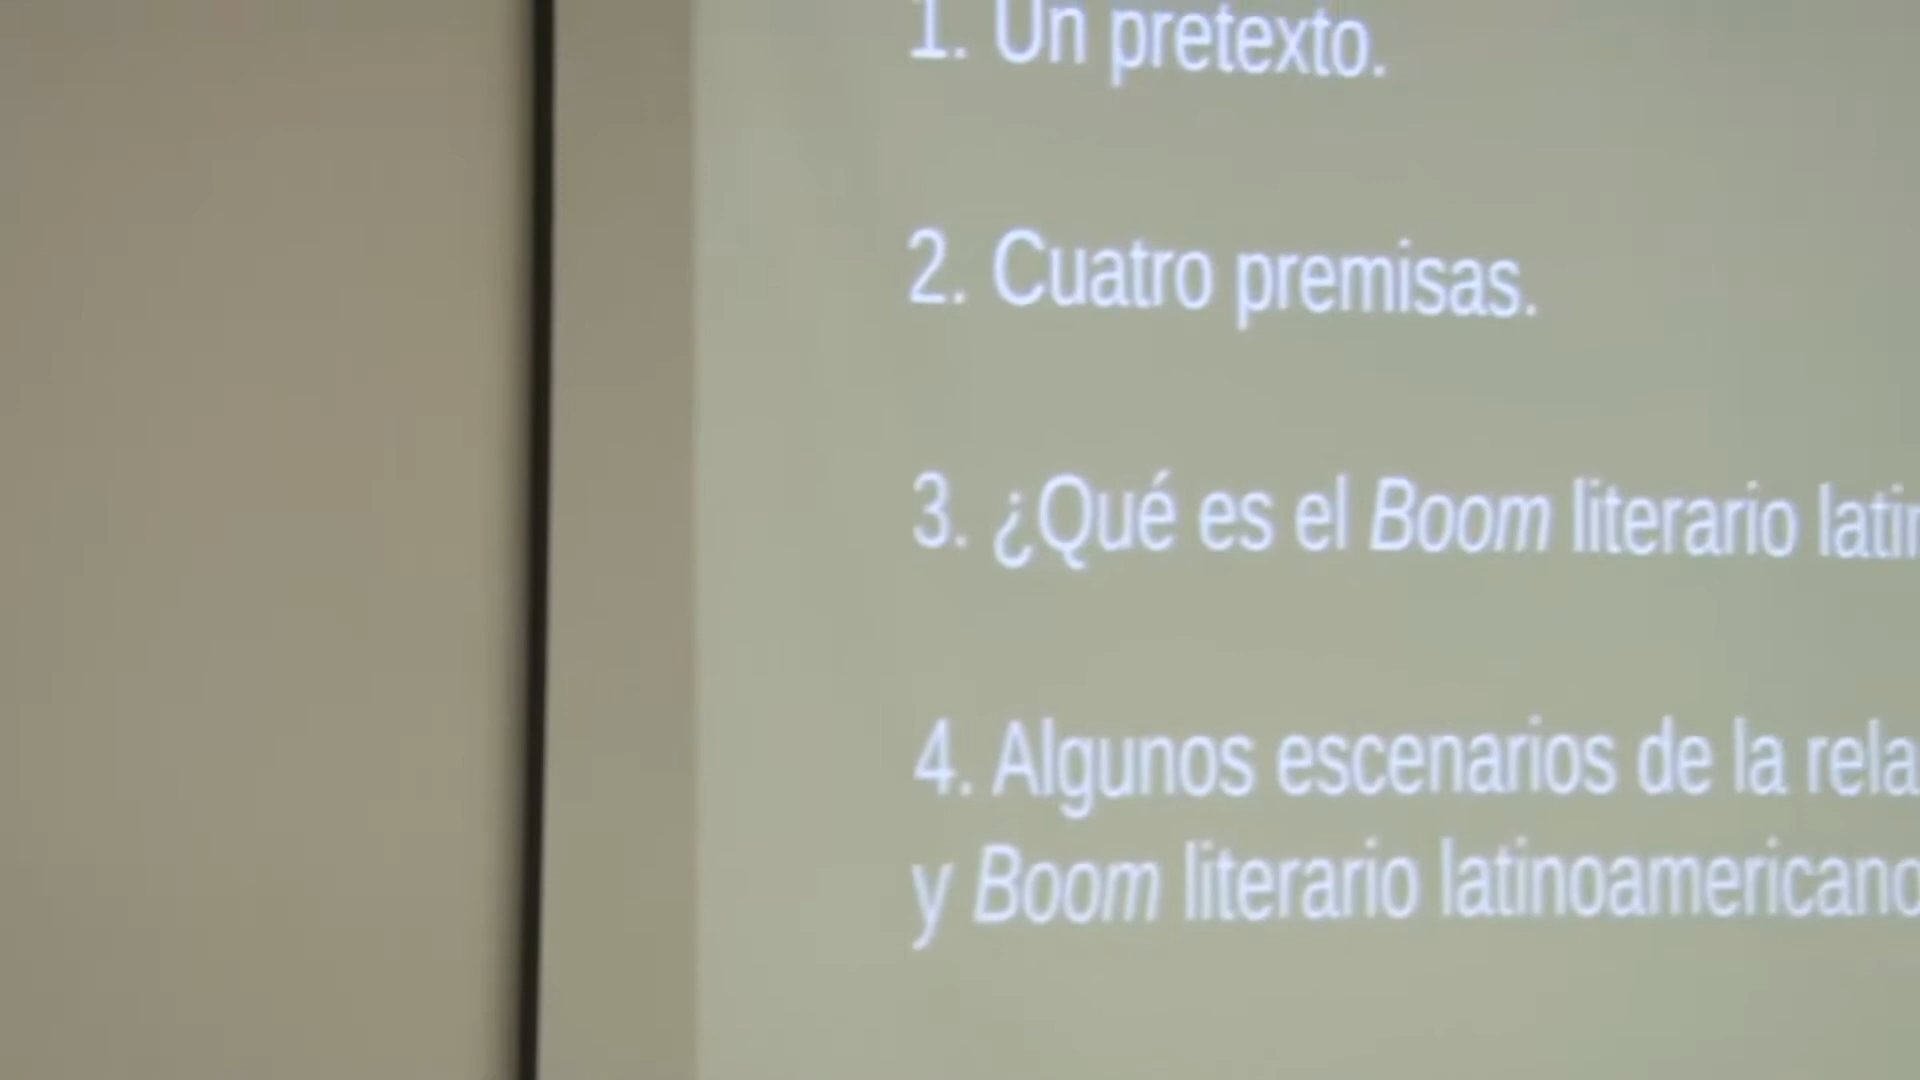 1. Un pretexto.
2. Cuatro premisas.
3. ¿Qué es el Boom literario
4. Algunos escenarios de la
y Boom literario latinoamericano